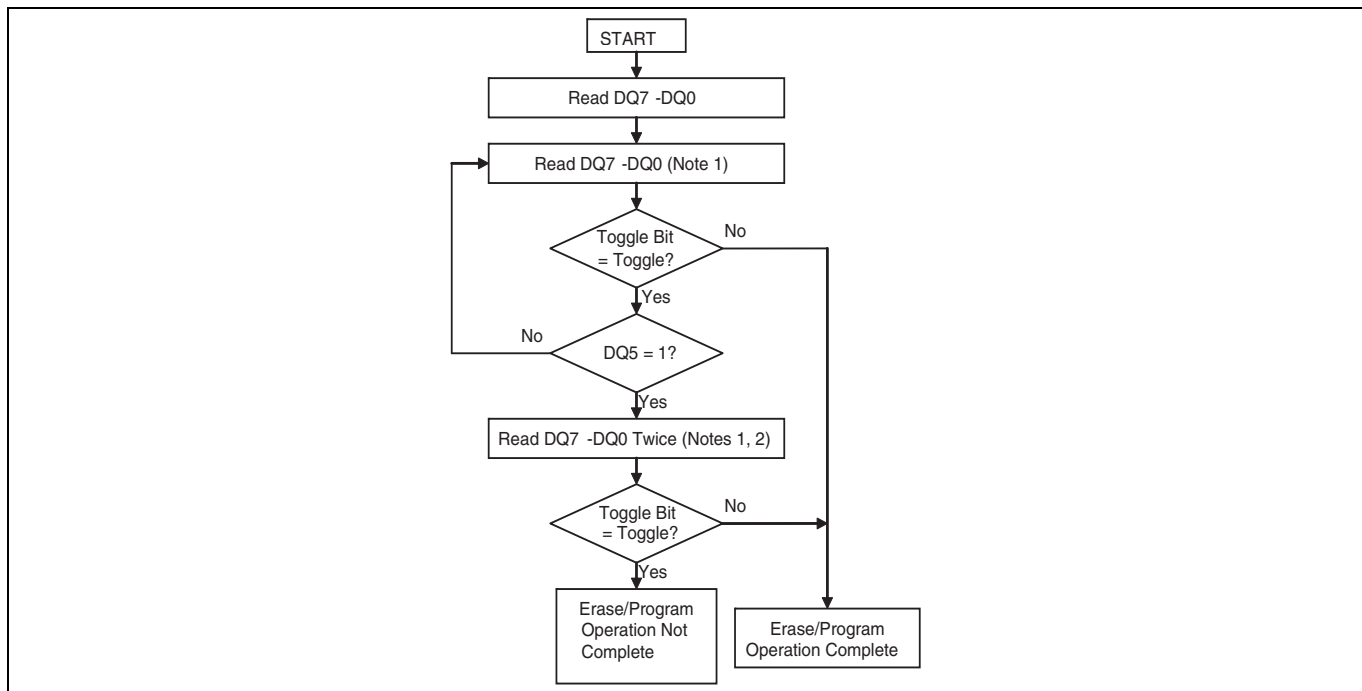 START
Read DQ7 -DQ0
Read DQ7 -DQ0 (Note 1)
Toggle Bit
= Toggle?
No
Yes
DQ5 = 1?
No
Yes
Read DQ7 -DQ0 Twice (Notes 1, 2)
Toggle Bit
= Toggle?
No
Yes
Erase/Program
Operation Not
Complete
Erase/Program
Operation Complete